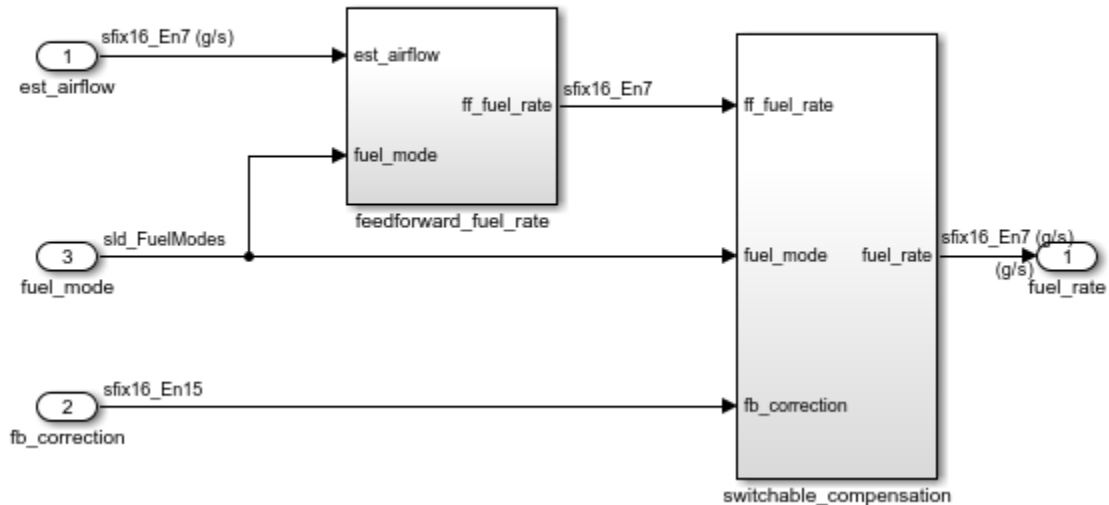 sfix16_En7 (g/s)
1
est_airflow
est_airflow
ff_fuel_rate
fuel_mode
feedforward_fuel_rate
sfix16_En7
ff_fuel_rate
sld_FuelModes
3
fuel_mode
fuel_mode
fuel_rate
sfix16_En7 (g/s)
(g/s)
1
fuel_rate
sfix16_En15
2
fb_correction
fb_correction
switchable_compensation